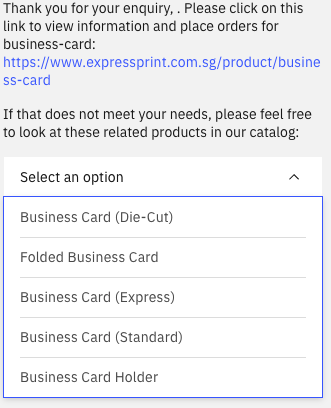 Thank you for your enquiry, . Please click on this
link to view information and place orders for
business-card:
https://www.expressprint.com.sg/product/busine
ss-card
If that does not meet your needs, please feel free
to look at these related products in our catalog:
Select an option
Business Card (Die-Cut)
Folded Business Card
Business Card (Express)
Business Card (Standard)
Business Card Holder